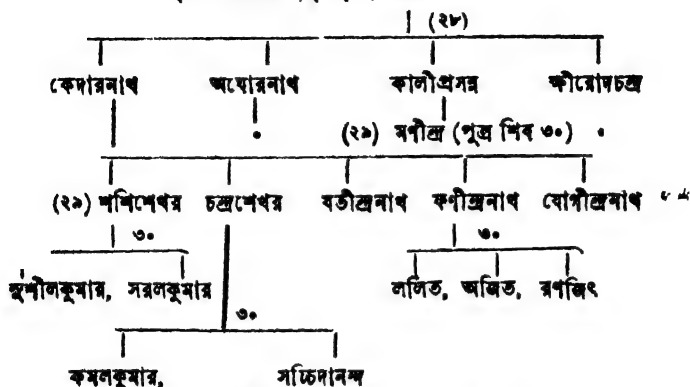 (২৮)
কেদারনাথ অঘোরনাথ কালীপ্রসন্ন ক্ষীরোদচন্দ্র
(২৯) মণীন্দ্র (পুত্র শিব ৩০)
(২৯) শশিশেখর চন্দ্রশেখর যতীন্দ্রনাথ ফণীন্দ্রনাথ যোগীন্দ্রনাথ
৩০ ৩০
সুশীলকুমার, সরলকুমার ললিত, অজিত, রণজিৎ
৩০
কমলকুমার, সচ্চিদানন্দ